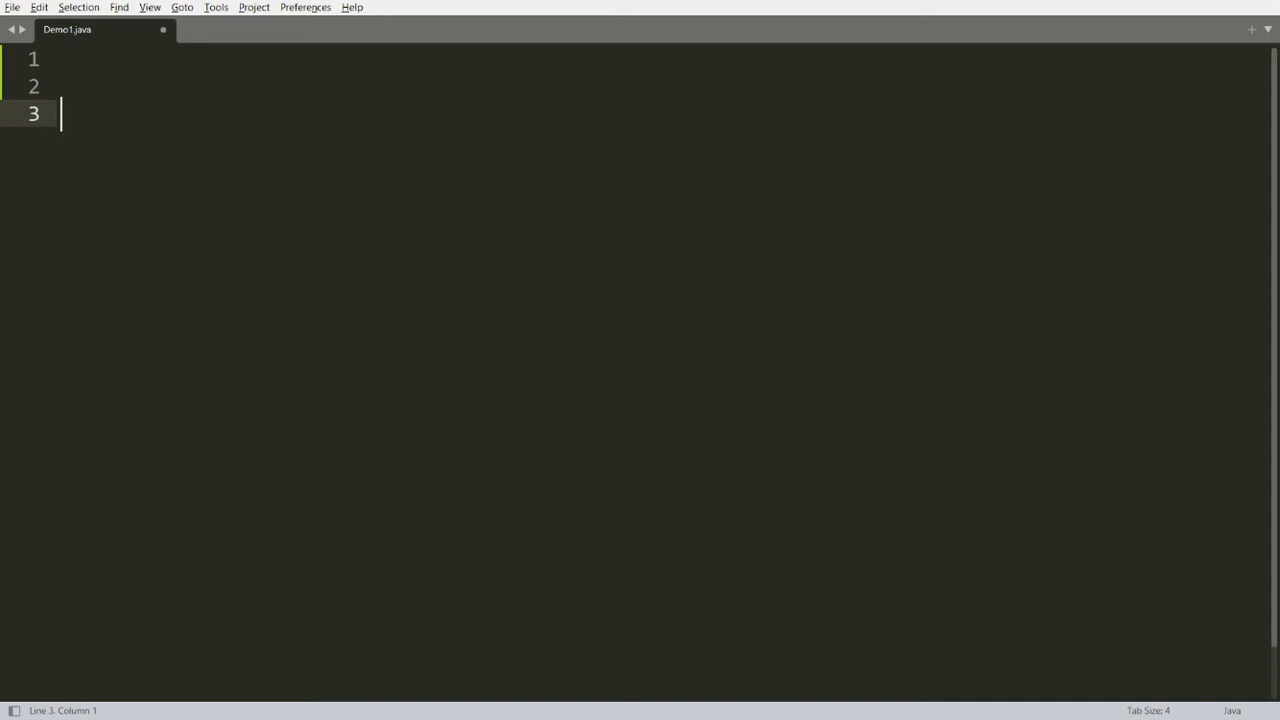 File Edit Selection Find View Goto Tools Project Preferences Help
Demo1.java
1
2
3
Line 3, Column 1 Tab Size: 4 Java